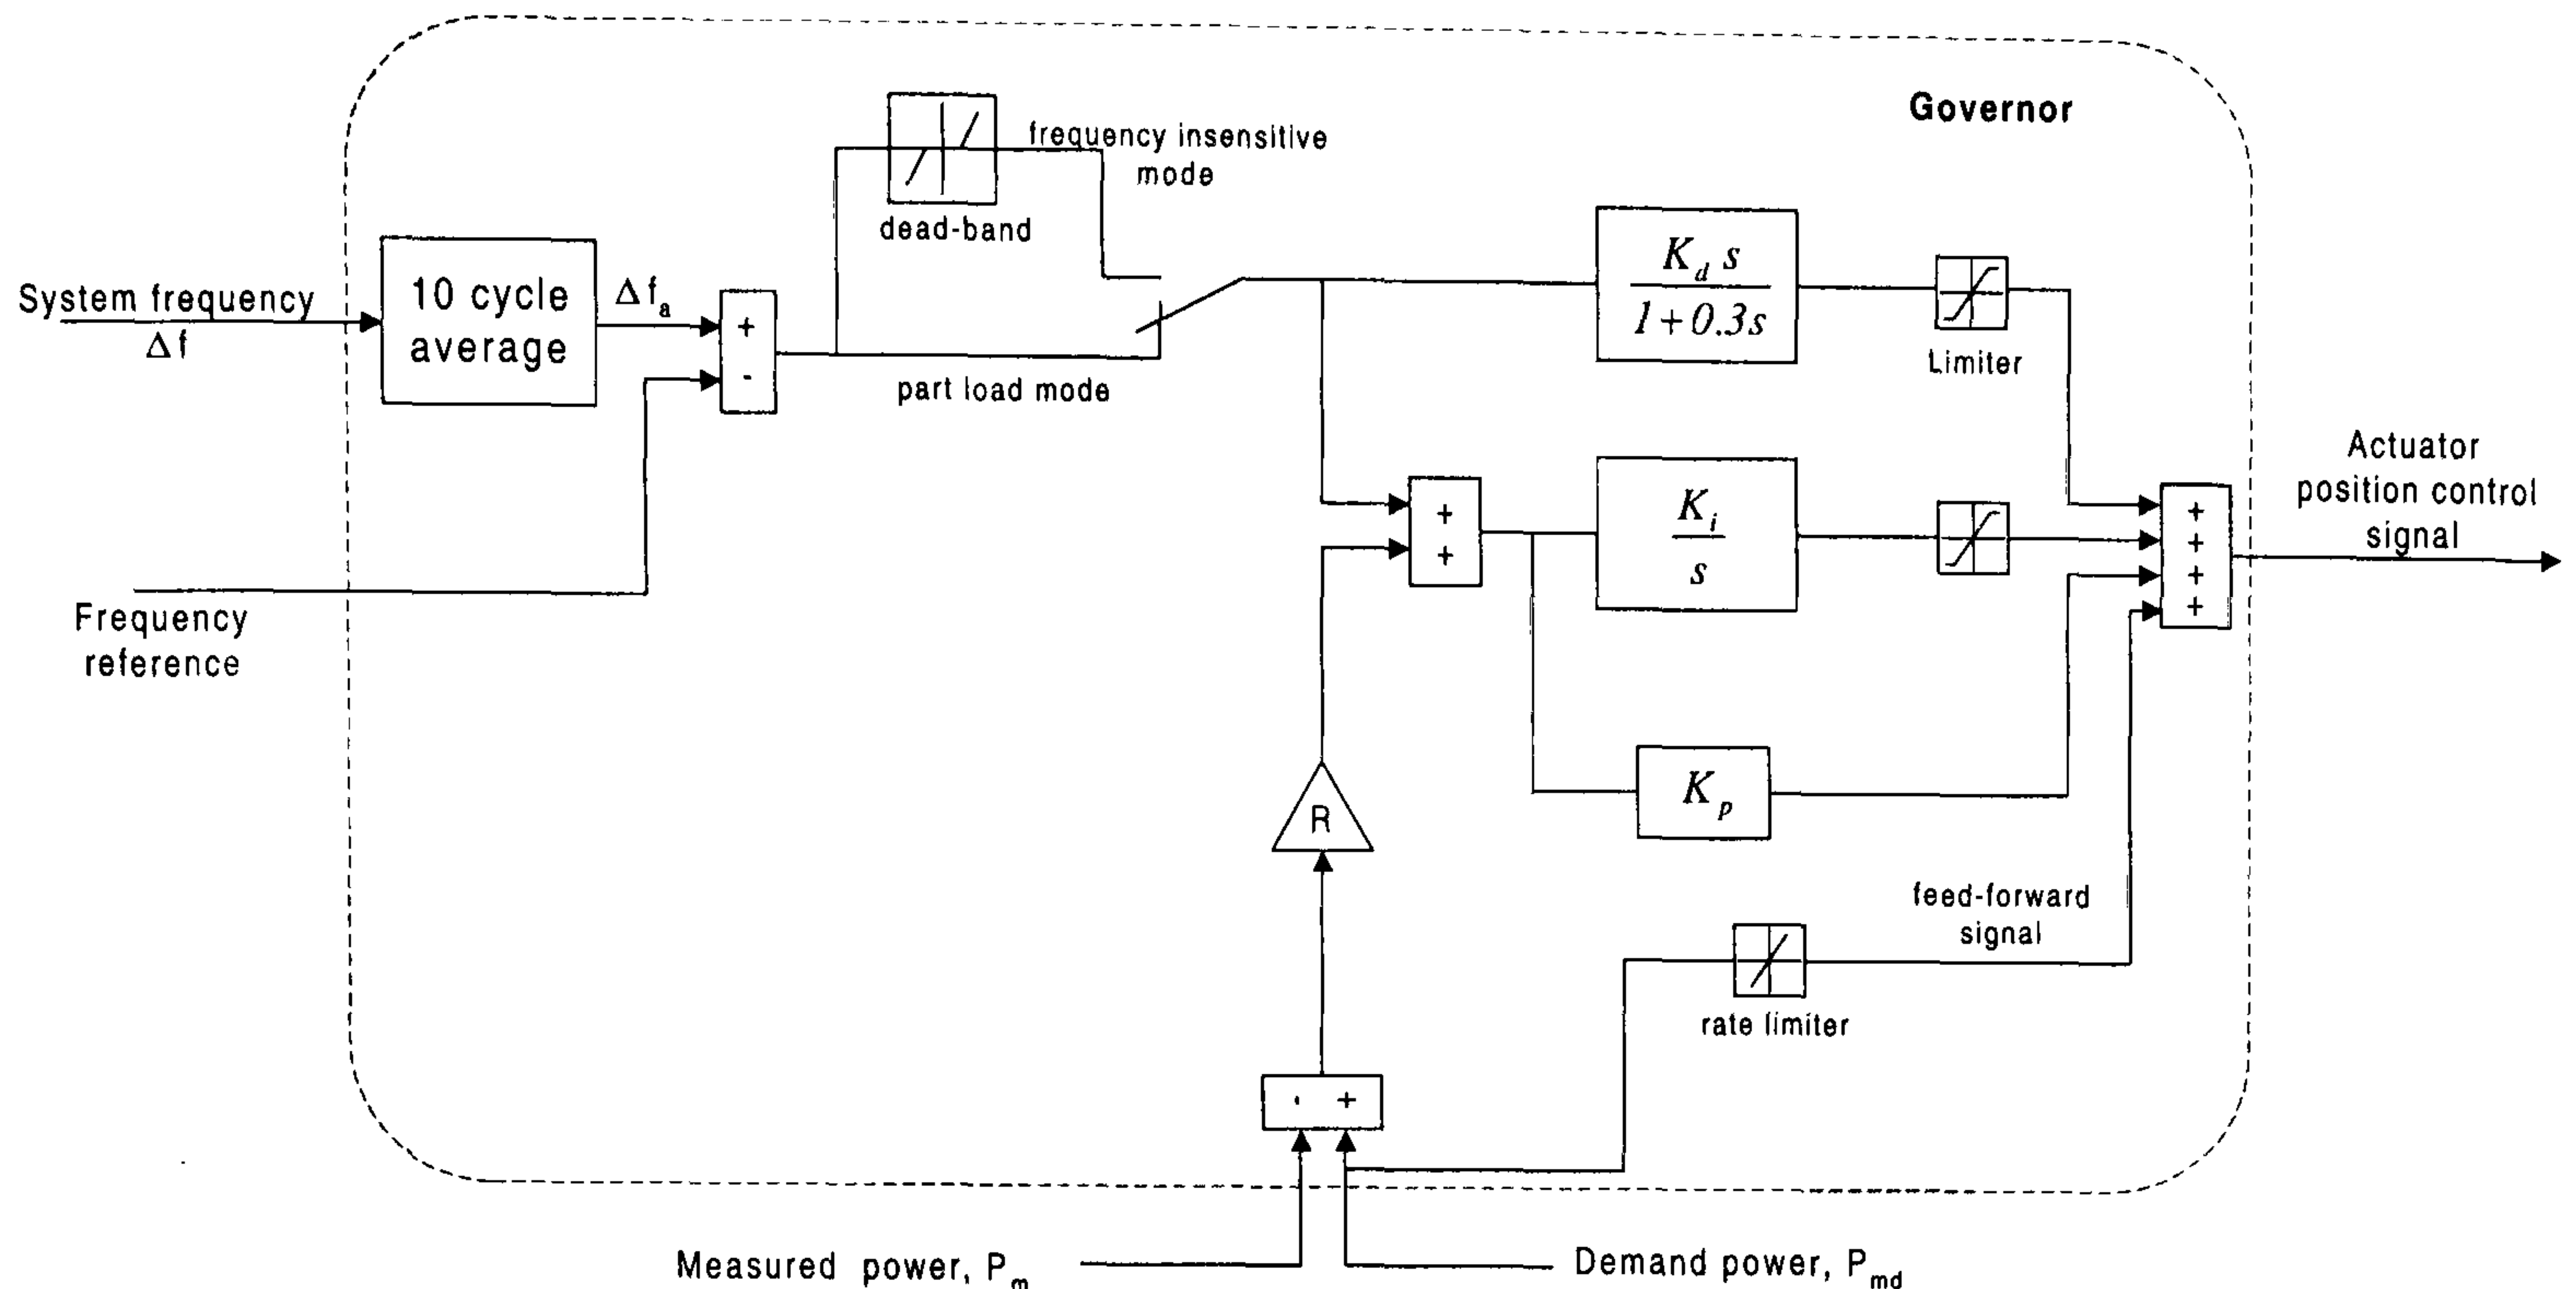 Governor
frequency insensitive
mode
dead-band
System frequency
Δf
10 cycle
average
Δf_a
+
-
part load mode
K_d s
1+0.3s
Limiter
Frequency
reference
+
+
K_i
s
+
+
+
+
Actuator
position control
signal
R
K_p
feed-forward
signal
rate limiter
- +
Measured power, P_m
Demand power, P_md